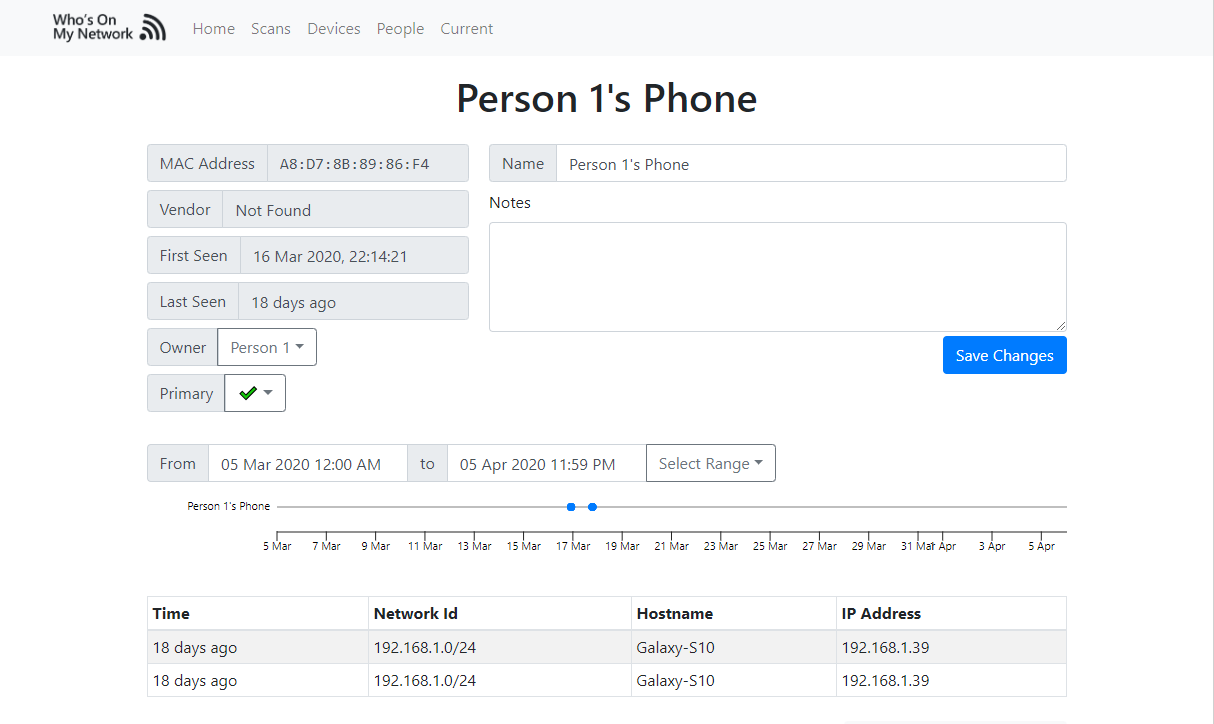 Who's On
My Network
Home Scans Devices People Current
Person 1's Phone
MAC Address A8:D7:8B:89:86:F4
Name Person 1's Phone
Vendor Not Found
Notes
First Seen 16 Mar 2020, 22:14:21
Last Seen 18 days ago
Owner Person 1
Save Changes
Primary
From 05 Mar 2020 12:00 AM to 05 Apr 2020 11:59 PM Select Range
Person 1's Phone
5 Mar 7 Mar 9 Mar 11 Mar 13 Mar 15 Mar 17 Mar 19 Mar 21 Mar 23 Mar 25 Mar 27 Mar 29 Mar 31 Mar 1 Apr 3 Apr 5 Apr
Time Network Id Hostname IP Address
18 days ago 192.168.1.0/24 Galaxy-S10 192.168.1.39
18 days ago 192.168.1.0/24 Galaxy-S10 192.168.1.39